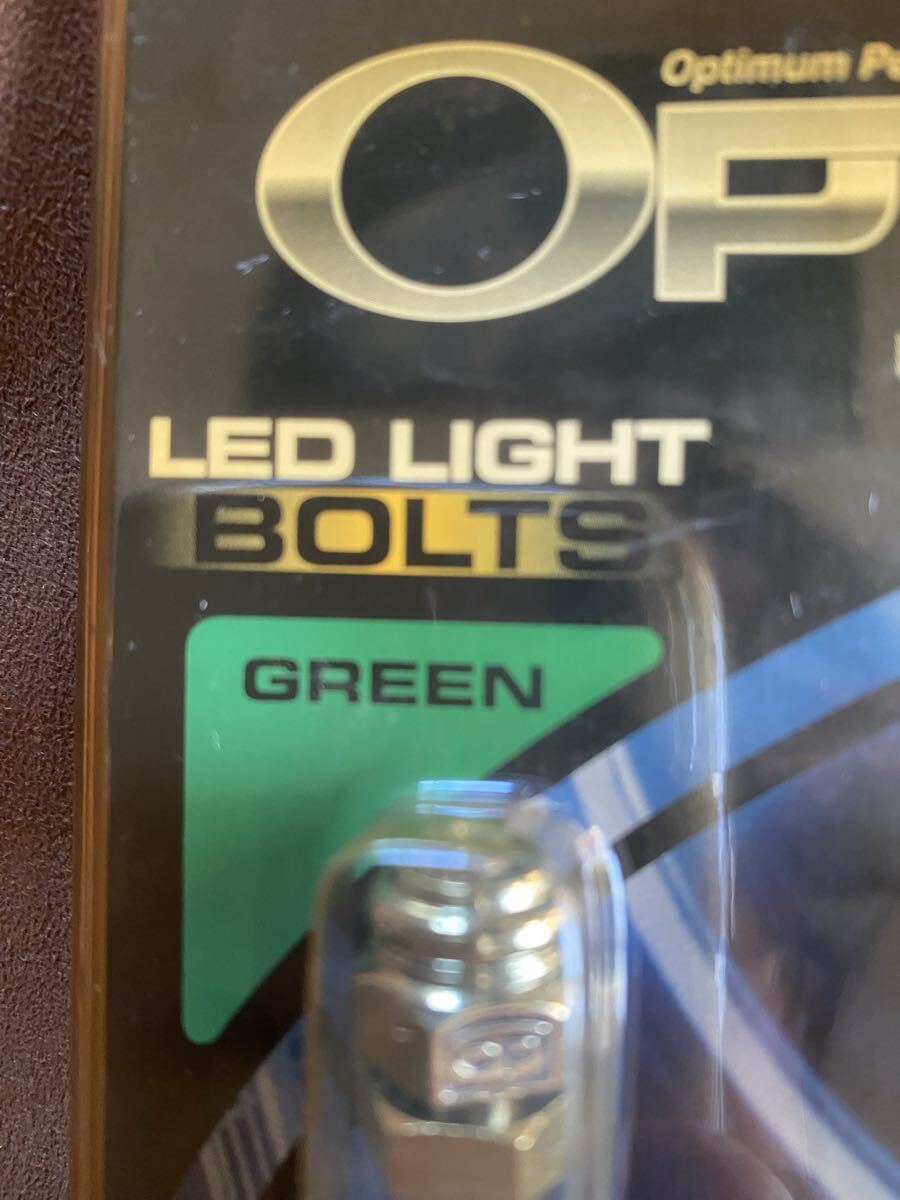 Optimum Pe
OP
LED LIGHT
BOLTS
GREEN